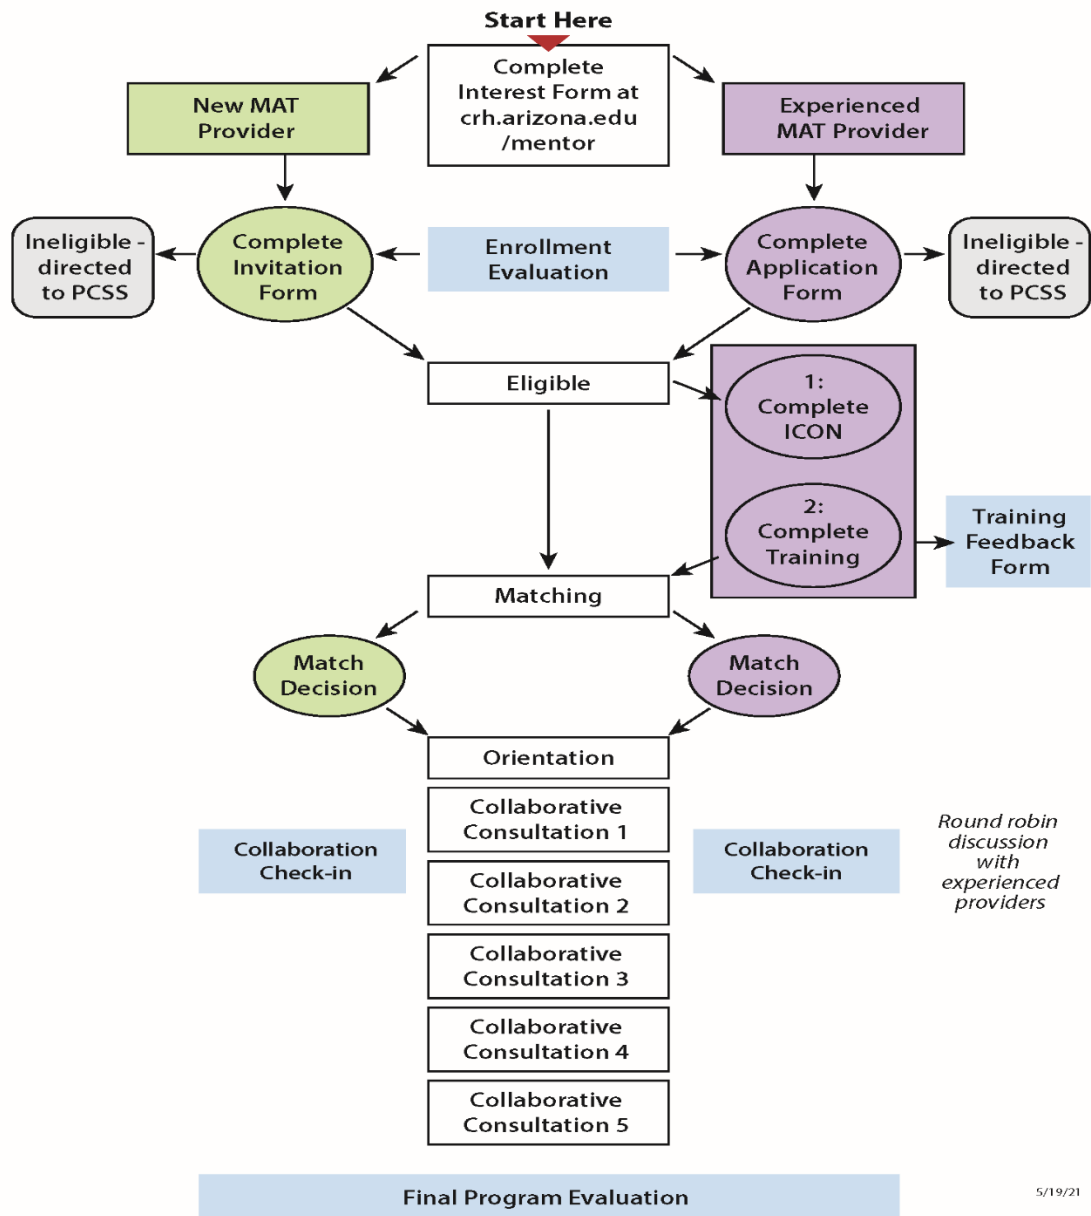 Start Here
Complete
Interest Form at
crh.arizona.edu
/mentor
New MAT
Provider
Experienced
MAT Provider
Ineligible -
directed
to PCSS
Complete
Invitation
Form
Enrollment
Evaluation
Complete
Application
Form
Ineligible -
directed
to PCSS
Eligible
1:
Complete
ICON
2:
Complete
Training
Training
Feedback
Form
Matching
Match
Decision
Match
Decision
Orientation
Collaborative
Consultation 1
Collaboration
Check-in
Collaboration
Check-in
Round robin
discussion
with
experienced
providers
Collaborative
Consultation 2
Collaborative
Consultation 3
Collaborative
Consultation 4
Collaborative
Consultation 5
Final Program Evaluation
5/19/21